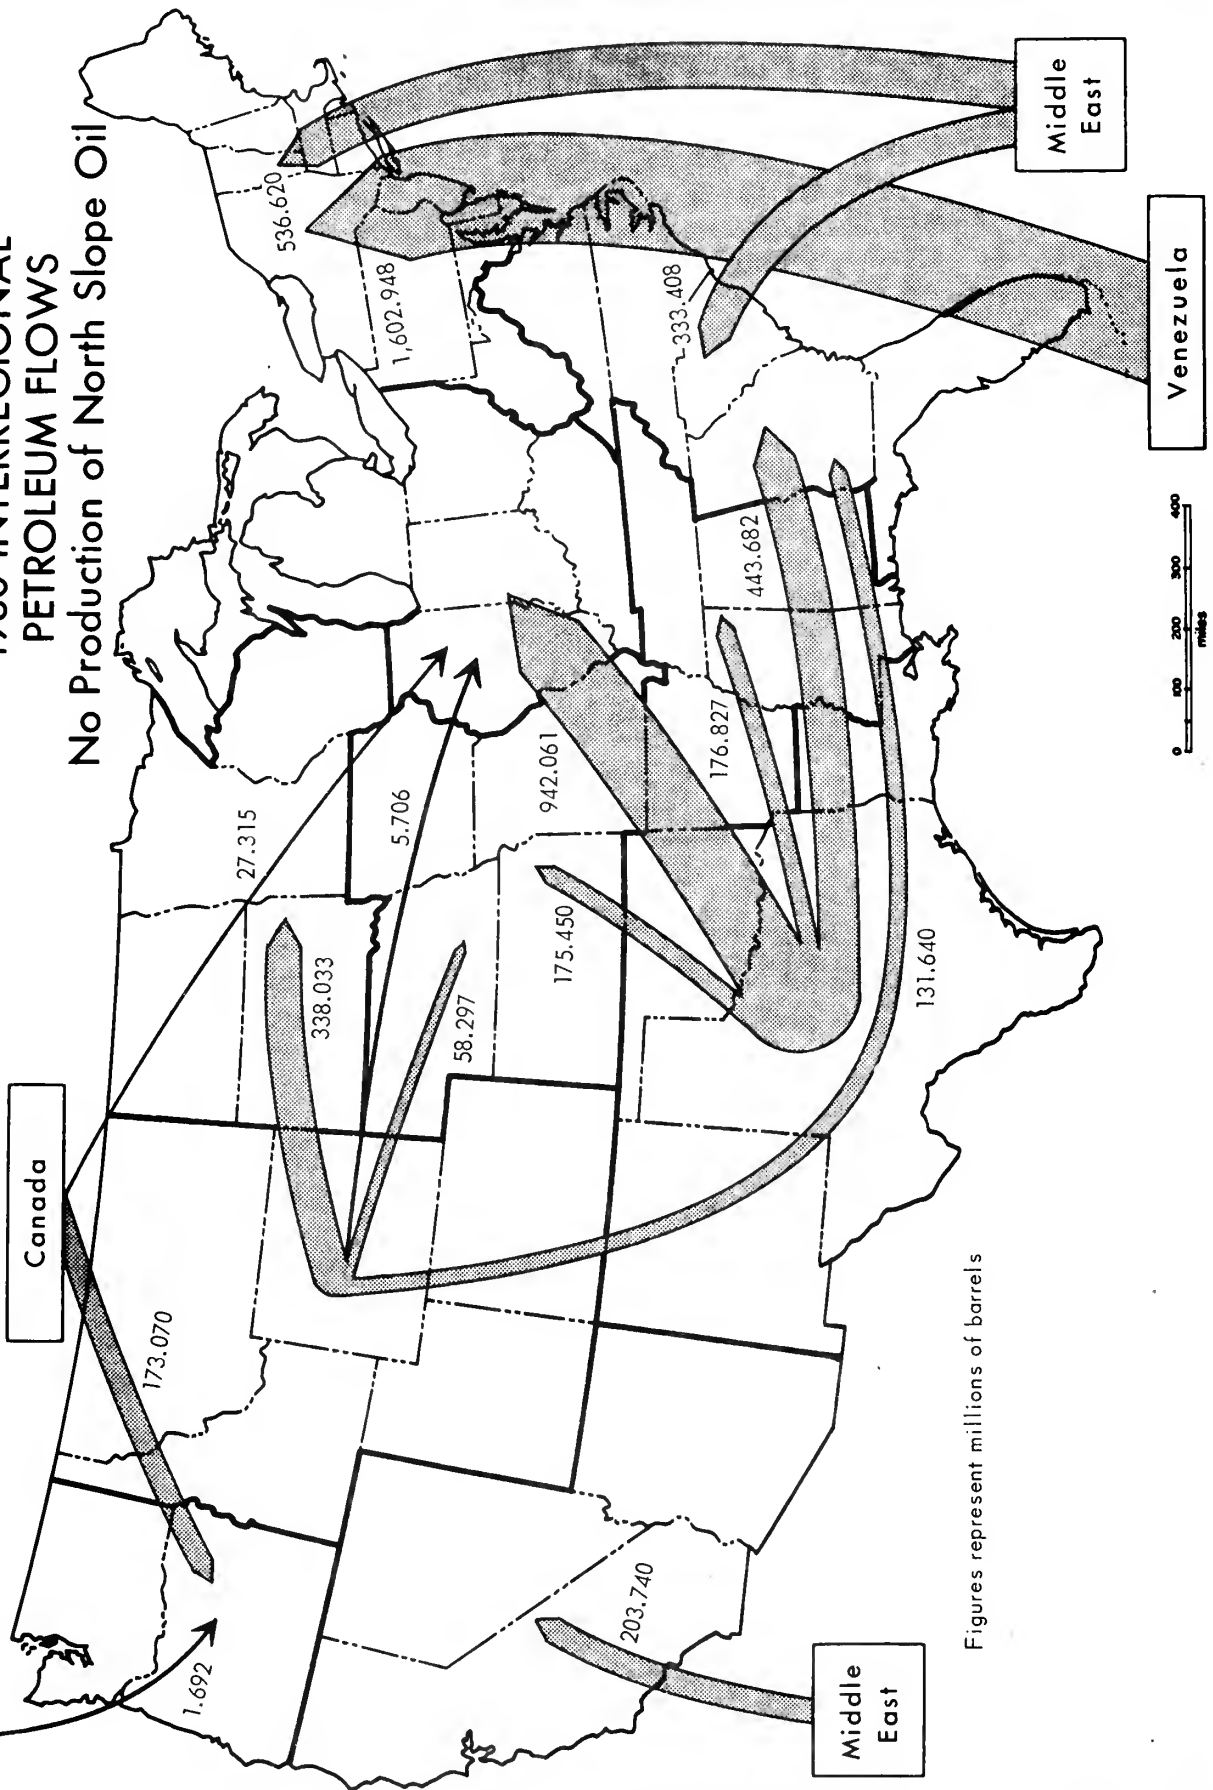 PETROLEUM FLOWS
No Production of North Slope Oil
Canada
536.620
1,602.948
27.315
173.070
338.033
5.706
1.692
58.297
942.061
333.408
175.450
176.827
443.682
203.740
131.640
Middle
East
Middle
East
Venezuela
Figures represent millions of barrels
0 100 200 300 400
miles